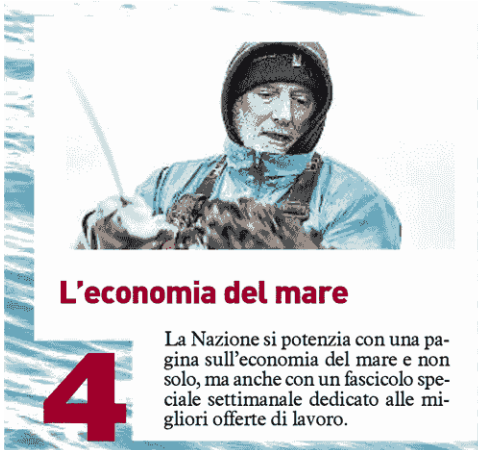 L'economia del mare
4
La Nazione si potenzia con una pa-
gina sull'economia del mare e non
solo, ma anche con un fascicolo spe-
ciale settimanale dedicato alle mi-
gliori offerte di lavoro.